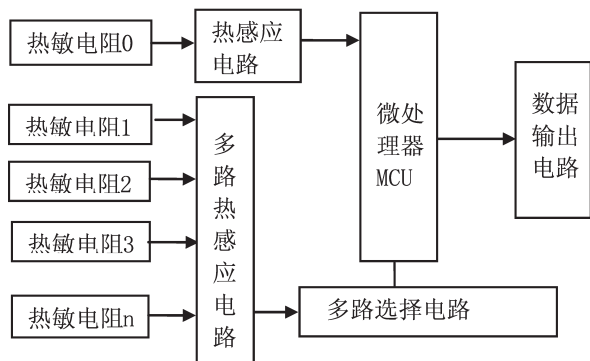 热敏电阻0
热感应
电路
微处
理器
MCU
数据
输出
电路
热敏电阻1
热敏电阻2
热敏电阻3
热敏电阻n
多
路
热
感
应
电
路
多路选择电路